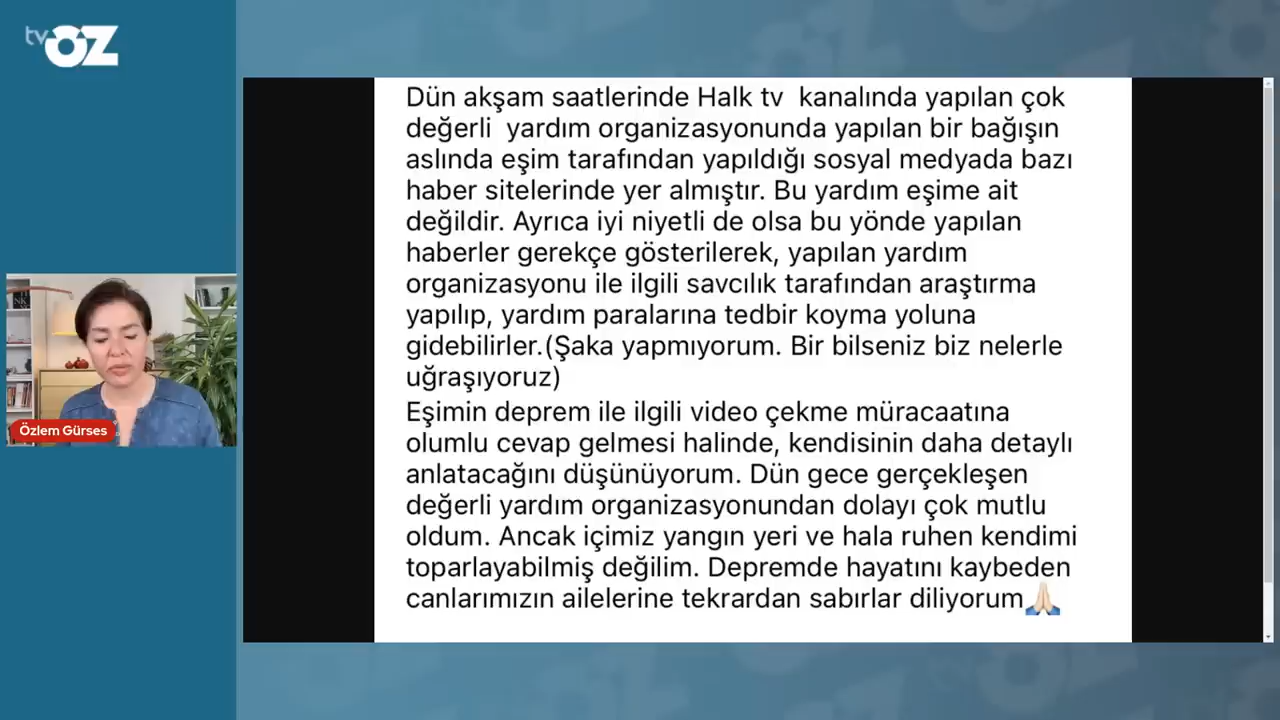 tv ÖZ
Dün akşam saatlerinde Halk tv  kanalında yapılan çok
değerli  yardım organizasyonunda yapılan bir bağışın
aslında eşim tarafından yapıldığı sosyal medyada bazı
haber sitelerinde yer almıştır. Bu yardım eşime ait
değildir. Ayrıca iyi niyetli de olsa bu yönde yapılan
haberler gerekçe gösterilerek, yapılan yardım
organizasyonu ile ilgili savcılık tarafından araştırma
yapılıp, yardım paralarına tedbir koyma yoluna
gidebilirler.(Şaka yapmıyorum. Bir bilseniz biz nelerle
uğraşıyoruz)
Eşimin deprem ile ilgili video çekme müracaatına
olumlu cevap gelmesi halinde, kendisinin daha detaylı
anlatacağını düşünüyorum. Dün gece gerçekleşen
değerli yardım organizasyonundan dolayı çok mutlu
oldum. Ancak içimiz yangın yeri ve hala ruhen kendimi
toparlayabilmiş değilim. Depremde hayatını kaybeden
canlarımızın ailelerine tekrardan sabırlar diliyorum🙏🏻
Özlem Gürses